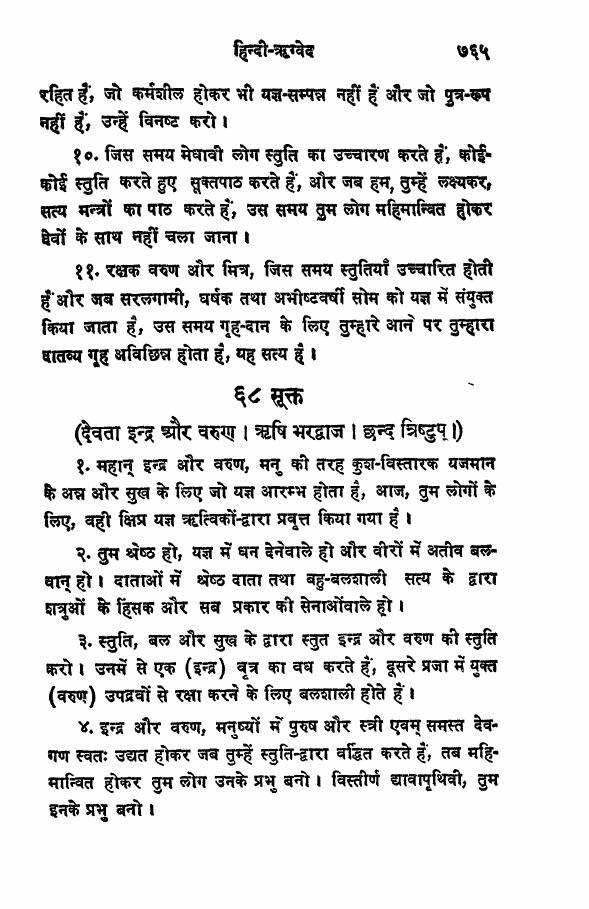 हिन्दी-ऋग्वेद ७६५
रहित हैं, जो कर्मशील होकर भी यज्ञ-सम्पन्न नहीं हैं और जो पुत्र-रूप
नहीं हैं, उन्हें विनष्ट करो।
१०. जिस समय मेधावी लोग स्तुति का उच्चारण करते हैं, कोई-
कोई स्तुति करते हुए सूक्तपाठ करते हैं, और जब हम, तुम्हें लक्ष्यकर,
सत्य मन्त्रों का पाठ करते हैं, उस समय तुम लोग महिमान्वित होकर
देवों के साथ नहीं चला जाना।
११. रक्षक वरुण और मित्र, जिस समय स्तुतियाँ उच्चारित होती
हैं और जब सरलगामी, घर्षक तथा अभीष्टवर्षी सोम को यज्ञ में संयुक्त
किया जाता है, उस समय गृह-दान के लिए तुम्हारे आने पर तुम्हारा
दातव्य गृह अविछिन्न होता है, यह सत्य है।
६८ सूक्त
(देवता इन्द्र और वरुण। ऋषि भरद्वाज। छन्द त्रिष्टुप्।)
१. महान् इन्द्र और वरुण, मनु की तरह कुश-विस्तारक यजमान
के अन्न और सुख के लिए जो यज्ञ आरम्भ होता है, आज, तुम लोगों के
लिए, वही क्षिप्र यज्ञ ऋत्विकों-द्वारा प्रवृत्त किया गया है।
२. तुम श्रेष्ठ हो, यज्ञ में धन देनेवाले हो और वीरों में अतीव बल-
वान् हो। दाताओं में श्रेष्ठ दाता तथा बहु-बलशाली सत्य के द्वारा
शत्रुओं के हिंसक और सब प्रकार की सेनाओंवाले हो।
३. स्तुति, बल और सुख के द्वारा स्तुत इन्द्र और वरुण की स्तुति
करो। उनमें से एक (इन्द्र) वृत्र का वध करते हैं, दूसरे प्रजा में युक्त
(वरुण) उपद्रवों से रक्षा करने के लिए बलशाली होते हैं।
४. इन्द्र और वरुण, मनुष्यों में पुरुष और स्त्री एवम् समस्त देव-
गण स्वतः उद्यत होकर जब तुम्हें स्तुति-द्वारा वर्द्धित करते हैं, तब महि-
मान्वित होकर तुम लोग उनके प्रभु बनो। विस्तीर्ण द्यावापृथिवी, तुम
इनके प्रभु बनो।